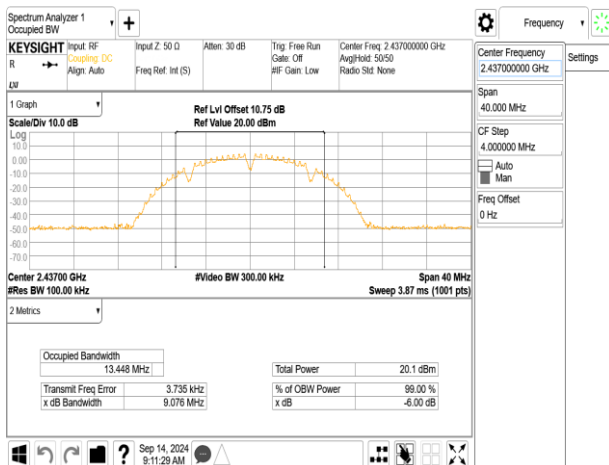 Spectrum Analyzer 1
Occupied BW
+
Frequency
KEYSIGHT
R
LXI
Input: RF
Coupling: DC
Align: Auto
Input Z: 50 Ω
Freq Ref: Int (S)
Atten: 30 dB
Trig: Free Run
Gate: Off
#IF Gain: Low
Center Freq: 2.437000000 GHz
Avg|Hold: 50/50
Radio Std: None
Center Frequency
2.437000000 GHz
Settings
Span
40.000 MHz
CF Step
4.000000 MHz
Auto
Man
Freq Offset
0 Hz
1 Graph
Scale/Div 10.0 dB
Ref Lvl Offset 10.75 dB
Ref Value 20.00 dBm
Log
10.0
0.00
-10.0
-20.0
-30.0
-40.0
-50.0
-60.0
-70.0
Center 2.43700 GHz
#Res BW 100.00 kHz
#Video BW 300.00 kHz
Span 40 MHz
Sweep 3.87 ms (1001 pts)
2 Metrics
Occupied Bandwidth
13.448 MHz
Total Power 20.1 dBm
Transmit Freq Error 3.735 kHz
% of OBW Power 99.00 %
x dB Bandwidth 9.076 MHz
x dB -6.00 dB
?
Sep 14, 2024
9:11:29 AM